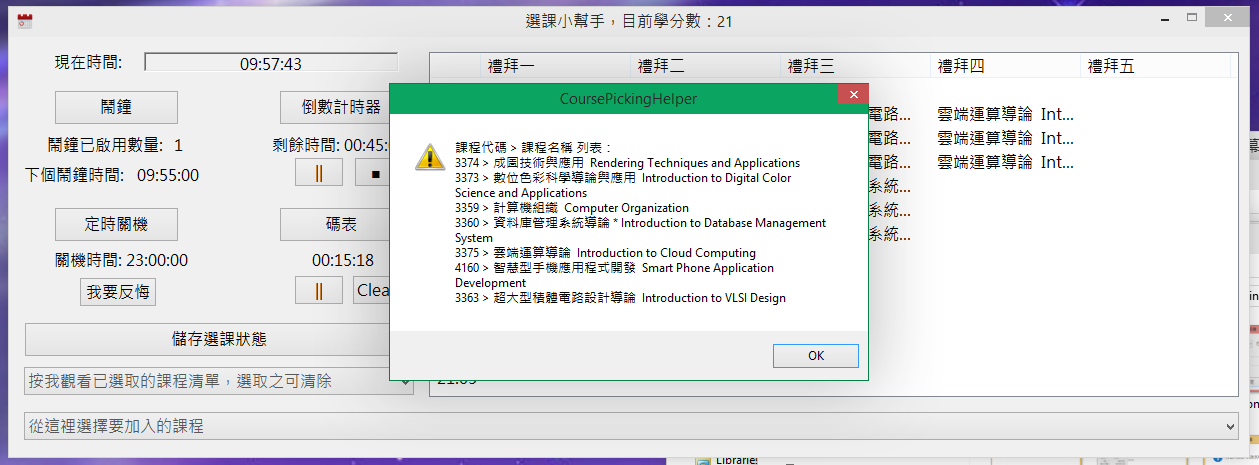 選課小幫手，目前學分數：21
現在時間: 09:57:43
禮拜一 禮拜二 禮拜三 禮拜四 禮拜五
鬧鐘 倒數計時器
電路... 雲端運算導論 Int...
鬧鐘已啟用數量: 1 剩餘時間: 00:45:
電路... 雲端運算導論 Int...
電路... 雲端運算導論 Int...
下個鬧鐘時間: 09:55:00
系統...
系統...
系統...
定時關機 碼表
關機時間: 23:00:00 00:15:18
我要反悔 Clea
儲存選課狀態
按我觀看已選取的課程清單，選取之可清除
從這裡選擇要加入的課程
CoursePickingHelper
課程代碼 > 課程名稱 列表：
3374 > 成圖技術與應用 Rendering Techniques and Applications
3373 > 數位色彩科學導論與應用 Introduction to Digital Color
Science and Applications
3359 > 計算機組織 Computer Organization
3360 > 資料庫管理系統導論 * Introduction to Database Management
System
3375 > 雲端運算導論 Introduction to Cloud Computing
4160 > 智慧型手機應用程式開發 Smart Phone Application
Development
3363 > 超大型積體電路設計導論 Introduction to VLSI Design
OK
Libraries